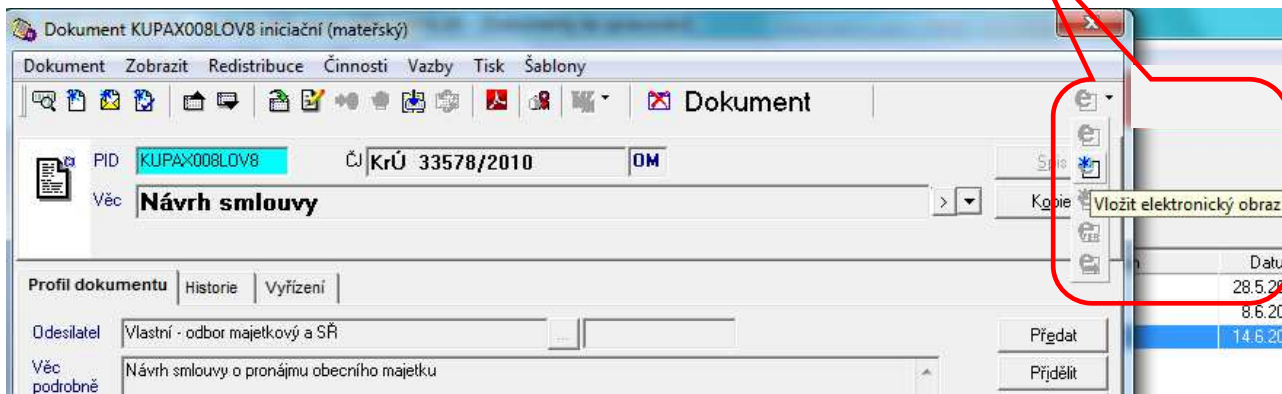 Dokument KUPAX008LOV8 iniciační (mateřský)
Dokument Zobrazit Redistribuce Činnosti Vazby Tisk Šablony
Dokument
PID KUPAX008LOV8 ČJ KrÚ 33578/2010 OM Spis
Věc Návrh smlouvy > Kopie
Vložit elektronický obraz
Datu
Profil dokumentu Historie Vyřízení
28.5.20
8.6.20
Odesilatel Vlastní - odbor majetkový a SŘ ... Předat
14.6.20
Věc podrobně Návrh smlouvy o pronájmu obecního majetku Přidělit